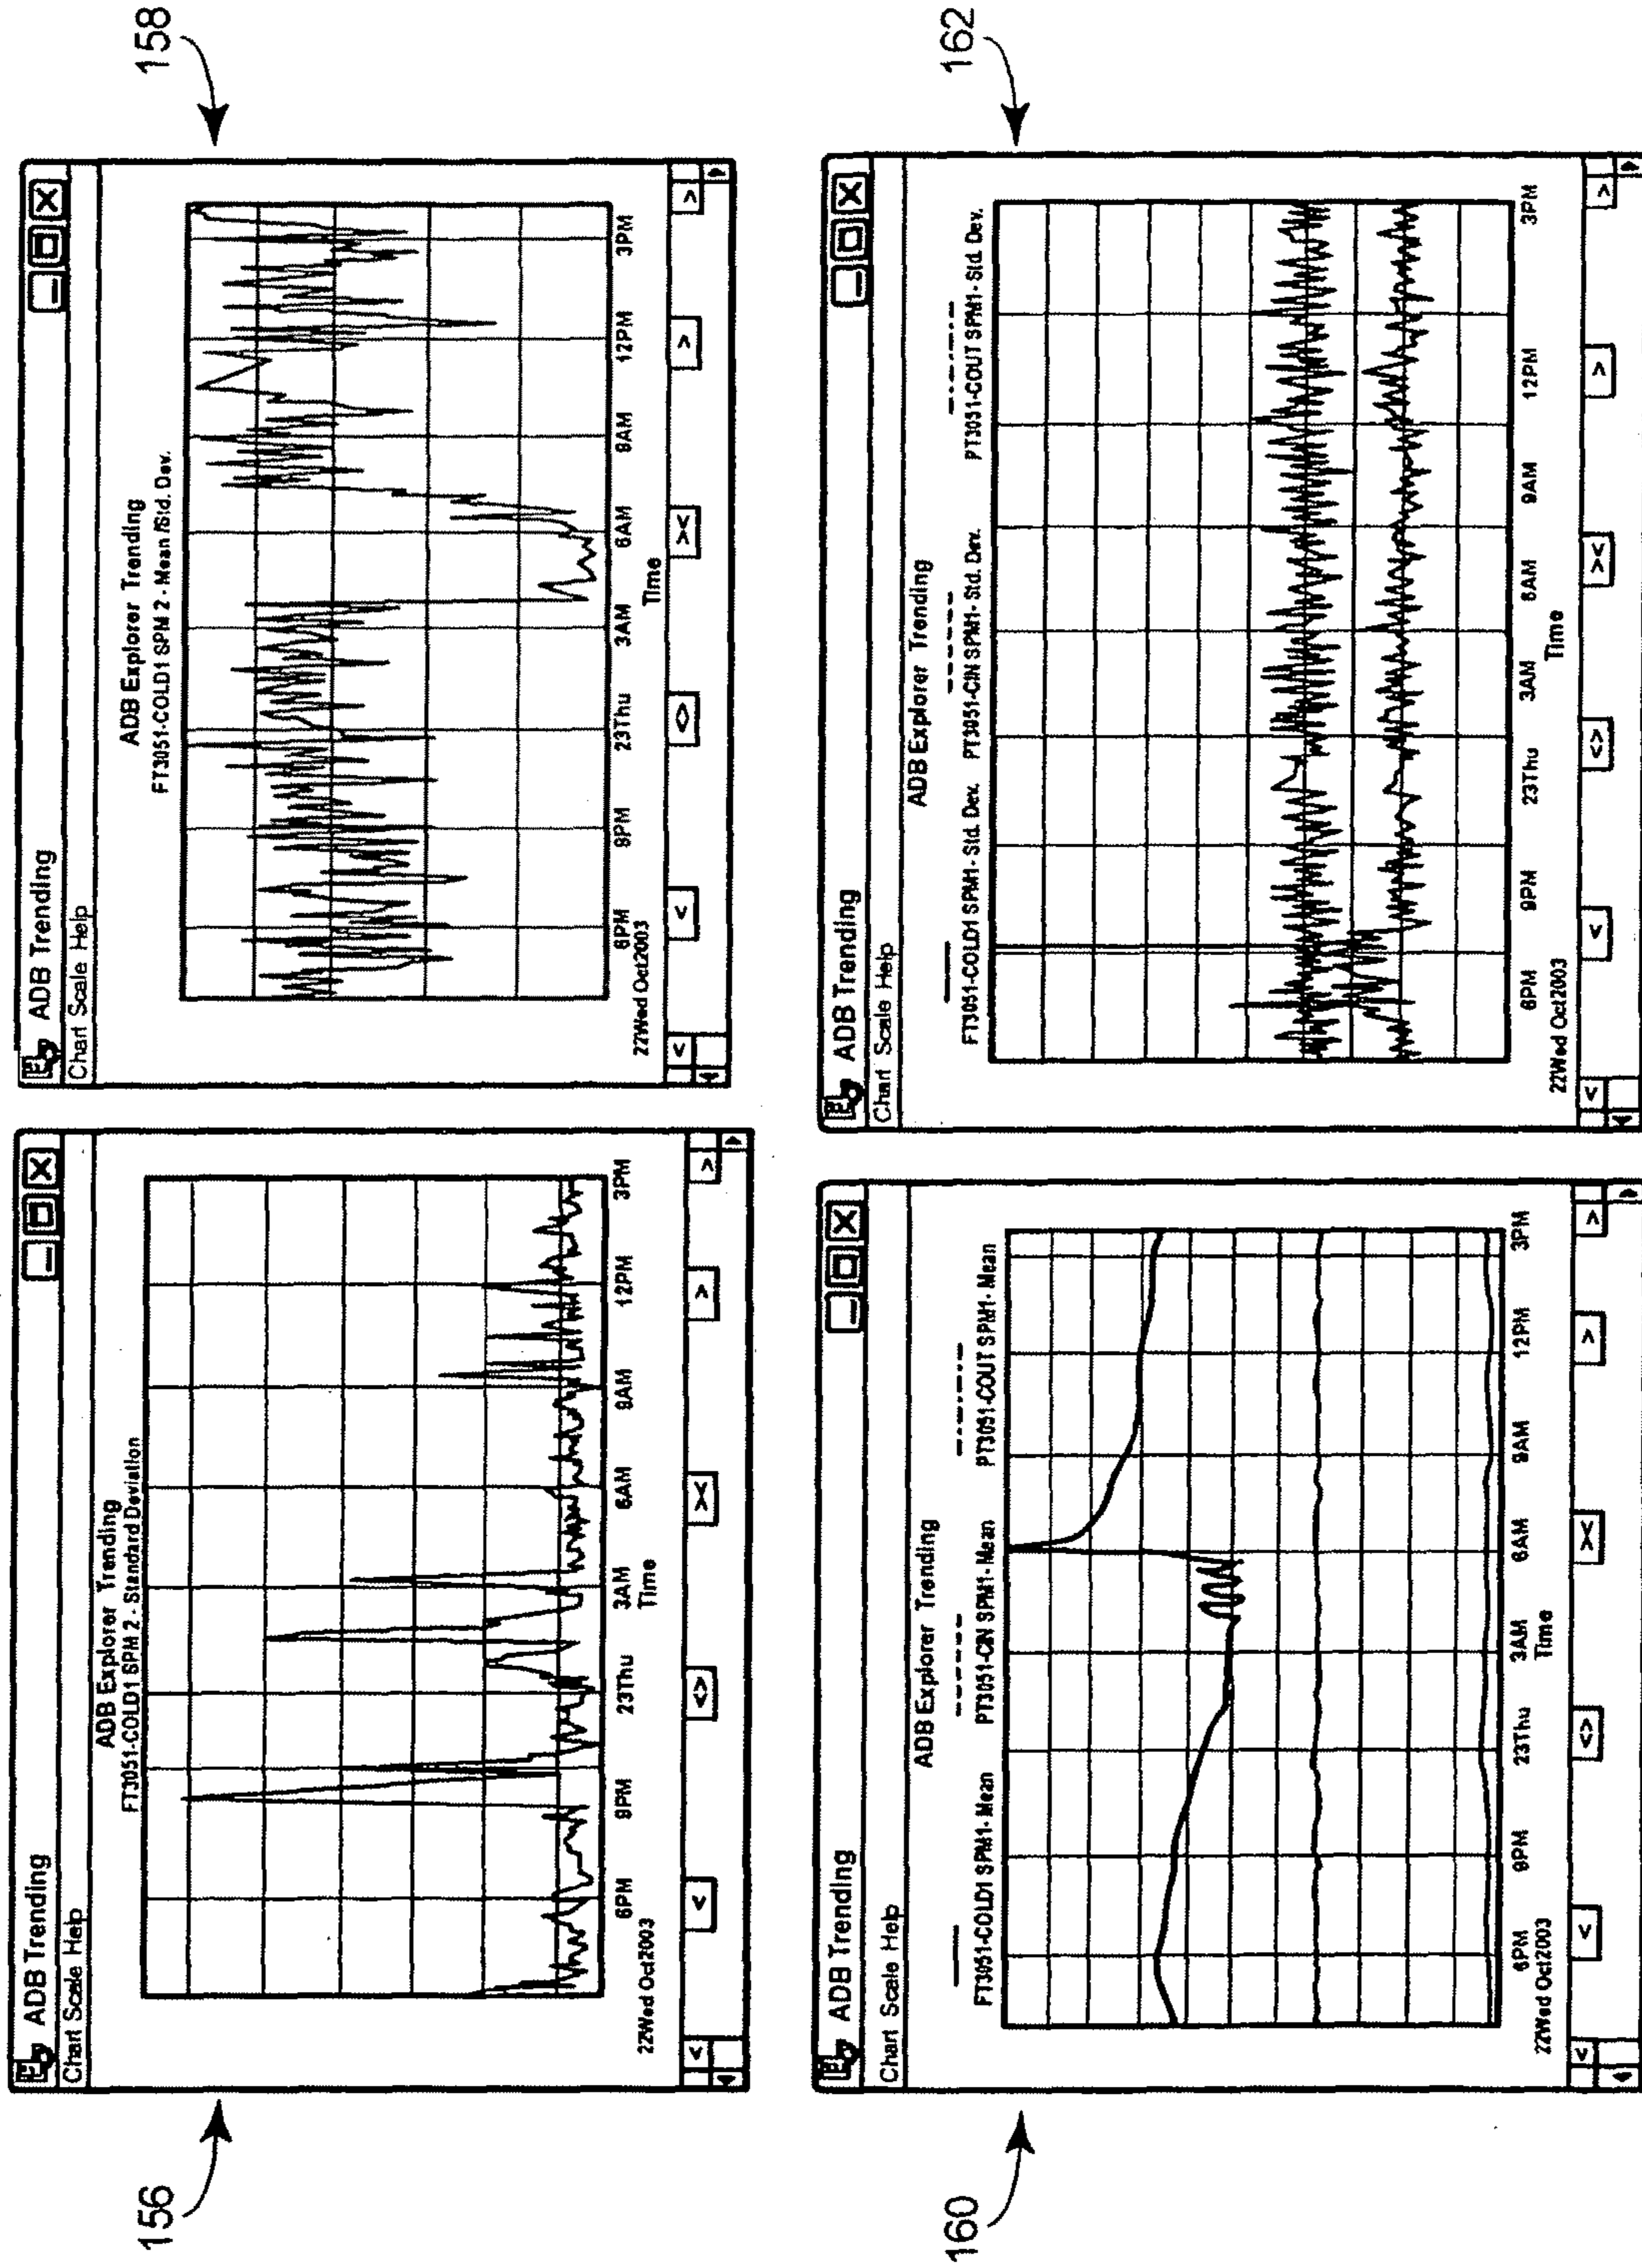 156
ADB Trending
Chart Scale Help
ADB Explorer Trending
FT3051-COLD1 SPM 2 - Standard Deviation
6PM 9PM 23Thu 3AM 6AM 9AM 12PM 3PM
22Wed Oct2003
Time
< <> >< > >
<
158
ADB Trending
Chart Scale Help
ADB Explorer Trending
FT3051-COLD1 SPM 2 - Mean /Std. Dev.
6PM 9PM 23Thu 3AM 6AM 9AM 12PM 3PM
22Wed Oct2003
Time
< <> >< > >
<
160
ADB Trending
Chart Scale Help
ADB Explorer Trending
FT3051-COLD1 SPM1- Mean PT3051-CIN SPM1- Mean PT3051-COUT SPM1- Mean
6PM 9PM 23Thu 3AM 6AM 9AM 12PM 3PM
22Wed Oct2003
Time
< <> >< > >
<
162
ADB Trending
Chart Scale Help
ADB Explorer Trending
FT3051-COLD1 SPM1- Std. Dev. PT3051-CIN SPM1- Std. Dev. PT3051-COUT SPM1- Std. Dev.
6PM 9PM 23Thu 3AM 6AM 9AM 12PM 3PM
22Wed Oct2003
Time
< <> >< > >
<